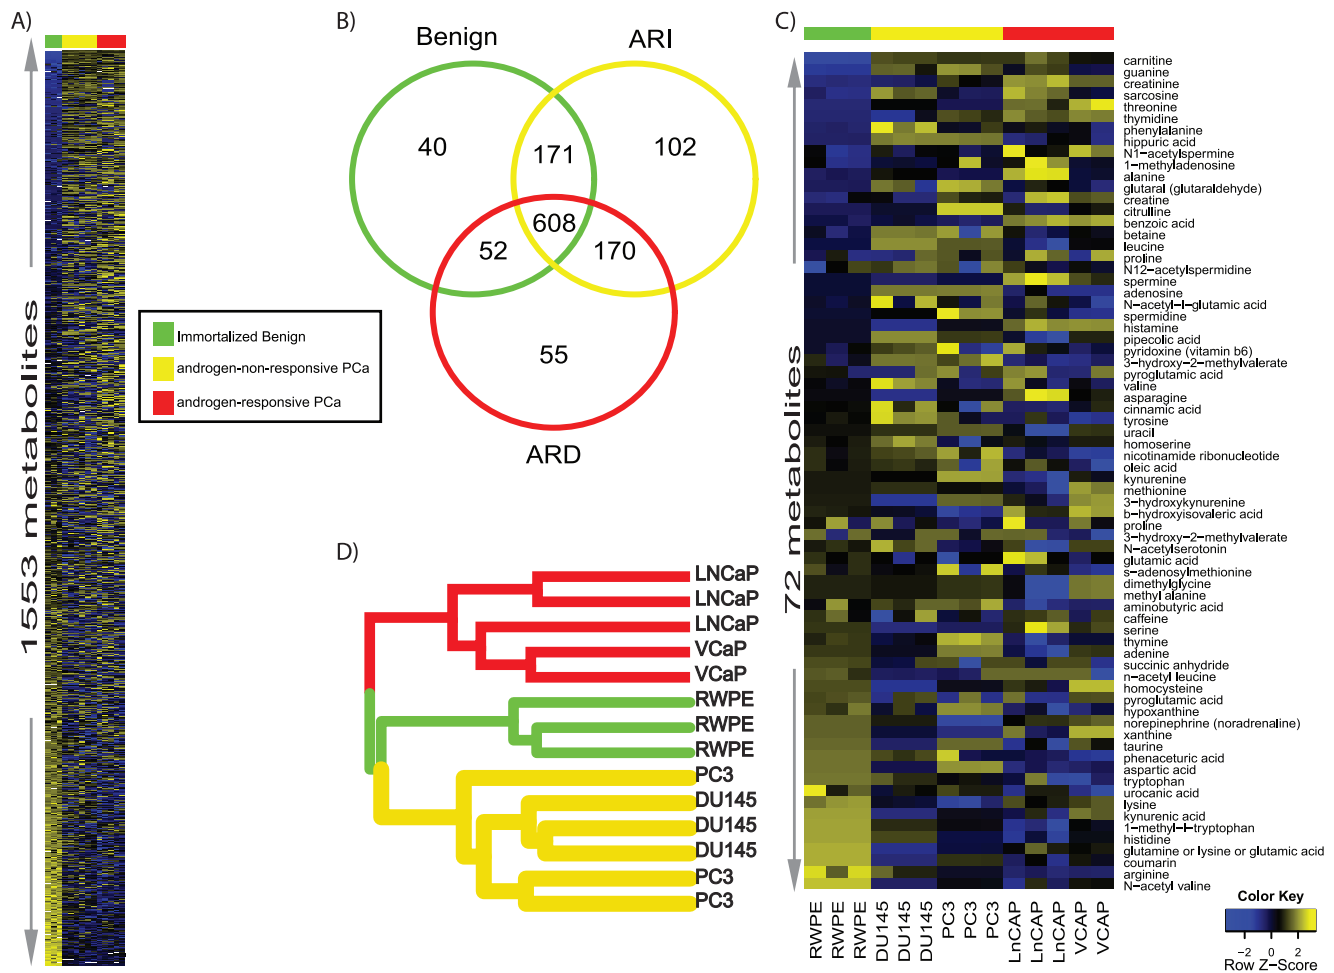 A)
1553 metabolites
B)
Benign
ARI
40
171
102
608
52
170
55
ARD
Immortalized Benign
androgen-non-responsive PCa
androgen-responsive PCa
C)
72 metabolites
carnitine
guanine
creatinine
sarcosine
threonine
thymidine
phenylalanine
hippuric acid
N1-acetylspermine
1-methyladenosine
alanine
glutaral (glutaraldehyde)
creatine
citrulline
benzoic acid
betaine
leucine
proline
N12-acetylspermidine
spermine
adenosine
N-acetyl-l-glutamic acid
spermidine
histamine
pipecolic acid
pyridoxine (vitamin b6)
3-hydroxy-2-methylvalerate
pyroglutamic acid
valine
asparagine
cinnamic acid
tyrosine
uracil
homoserine
nicotinamide ribonucleotide
oleic acid
kynurenine
methionine
3-hydroxykynurenine
b-hydroxyisovaleric acid
proline
3-hydroxy-2-methylvalerate
N-acetylserotonin
glutamic acid
s-adenosylmethionine
dimethylglycine
methyl alanine
aminobutyric acid
caffeine
serine
thymine
adenine
succinic anhydride
n-acetyl leucine
homocysteine
pyroglutamic acid
hypoxanthine
norepinephrine (noradrenaline)
xanthine
taurine
phenaceturic acid
aspartic acid
tryptophan
urocanic acid
lysine
kynurenic acid
1-methyl-l-tryptophan
histidine
glutamine or lysine or glutamic acid
coumarin
arginine
N-acetyl valine
RWPE
RWPE
RWPE
DU145
DU145
DU145
PC3
PC3
PC3
LnCAP
LnCAP
LnCAP
VCAP
VCAP
Color Key
-2 0 2
Row Z-Score
D)
LNCaP
LNCaP
LNCaP
VCaP
VCaP
RWPE
RWPE
RWPE
PC3
DU145
DU145
DU145
PC3
PC3